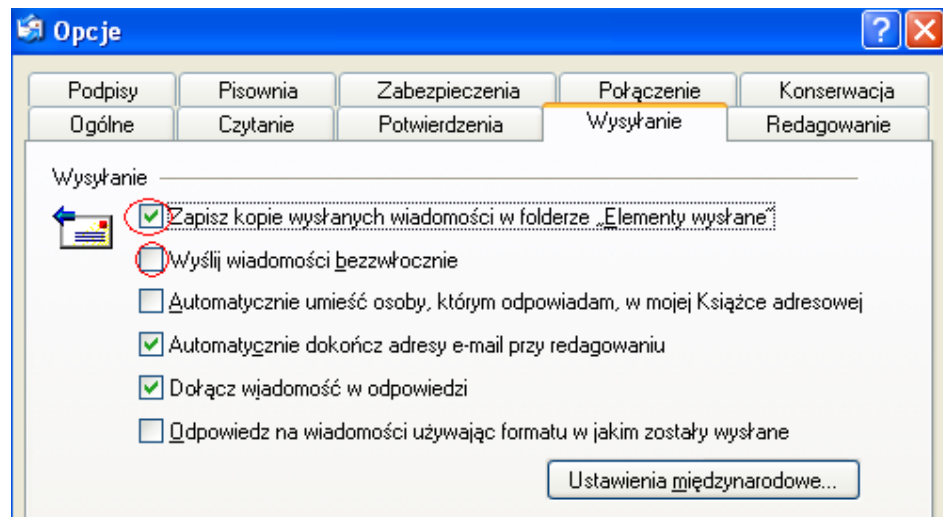 Opcje
Podpisy Pisownia Zabezpieczenia Połączenie Konserwacja
Ogólne Czytanie Potwierdzenia Wysyłanie Redagowanie
Wysyłanie
Zapisz kopie wysłanych wiadomości w folderze „Elementy wysłane”
Wyślij wiadomości bezzwłocznie
Automatycznie umieść osoby, którym odpowiadam, w mojej Książce adresowej
Automatycznie dokończ adresy e-mail przy redagowaniu
Dołącz wiadomość w odpowiedzi
Odpowiedz na wiadomości używając formatu w jakim zostały wysłane
Ustawienia międzynarodowe...